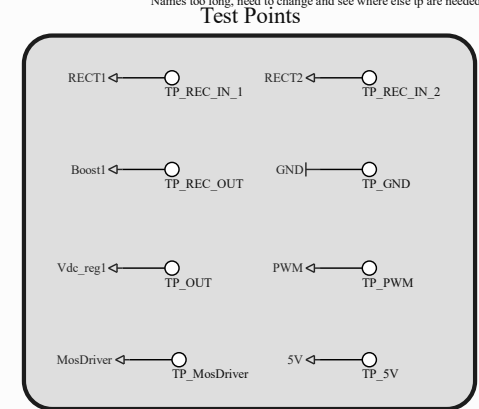 Names too long, need to change and see where else tp are needed
Test Points
RECT1 TP_REC_IN_1
RECT2 TP_REC_IN_2
Boost1 TP_REC_OUT
GND TP_GND
Vdc_reg1 TP_OUT
PWM TP_PWM
MosDriver TP_MosDriver
5V TP_5V